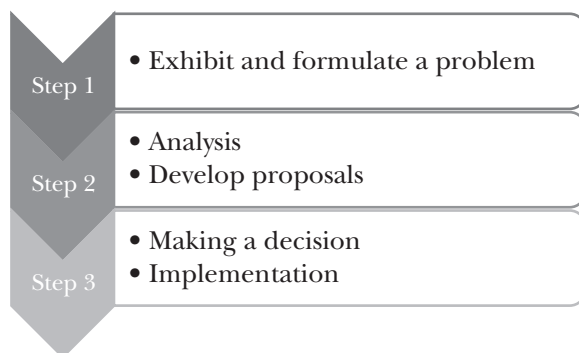 Step 1
• Exhibit and formulate a problem
Step 2
• Analysis
• Develop proposals
Step 3
• Making a decision
• Implementation